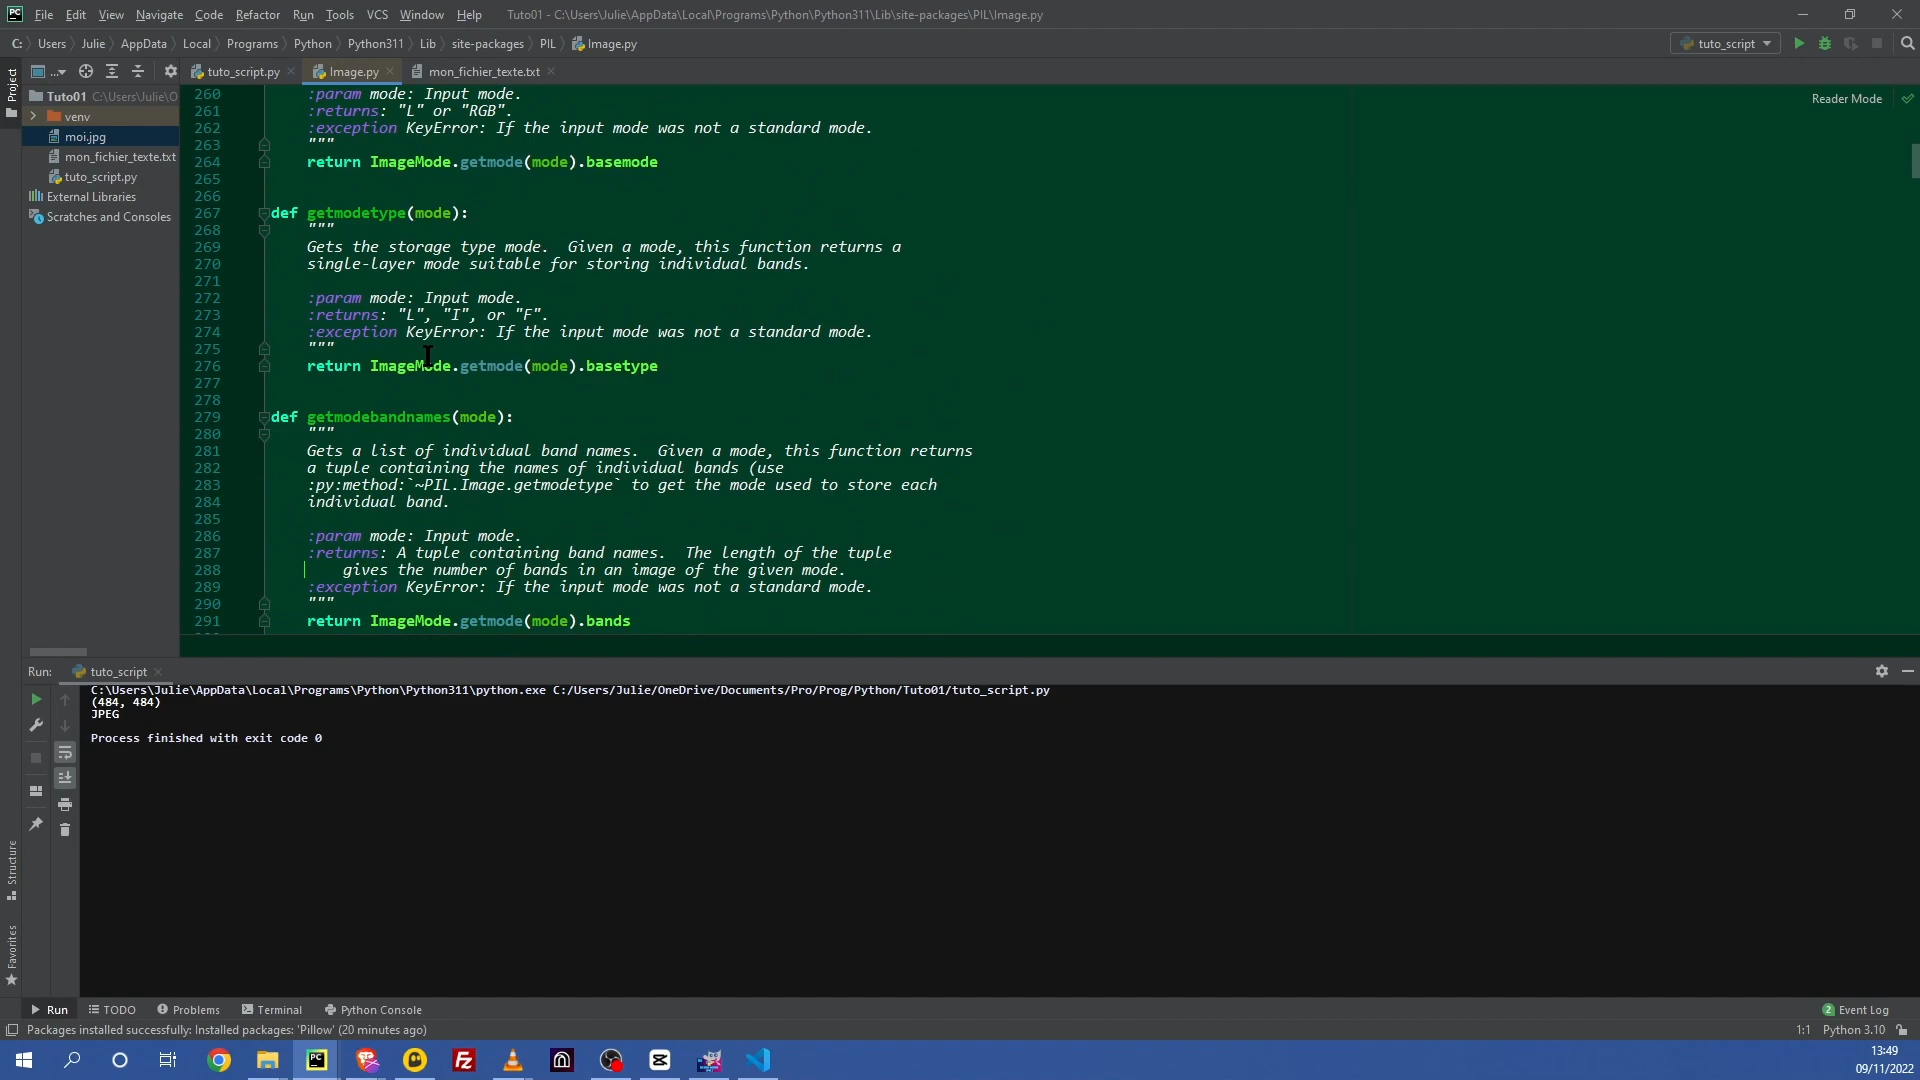 File Edit View Navigate Code Refactor Run Tools VCS Window Help Tuto01 - C:\Users\Julie\AppData\Local\Programs\Python\Python311\Lib\site-packages\PIL\Image.py
C: Users Julie AppData Local Programs Python Python311 Lib site-packages PIL Image.py tuto_script
... tuto_script.py Image.py mon_fichier_texte.txt
Project
Tuto01 C:\Users\Julie\O
venv
moi.jpg
mon_fichier_texte.txt
tuto_script.py
External Libraries
Scratches and Consoles
Reader Mode
260 :param mode: Input mode.
261 :returns: "L" or "RGB".
262 :exception KeyError: If the input mode was not a standard mode.
263 """
264 return ImageMode.getmode(mode).basemode
265
266
267 def getmodetype(mode):
268 """
269 Gets the storage type mode.  Given a mode, this function returns a
270 single-layer mode suitable for storing individual bands.
271
272 :param mode: Input mode.
273 :returns: "L", "I", or "F".
274 :exception KeyError: If the input mode was not a standard mode.
275 """
276 return ImageMode.getmode(mode).basetype
277
278
279 def getmodebandnames(mode):
280 """
281 Gets a list of individual band names.  Given a mode, this function returns
282 a tuple containing the names of individual bands (use
283 :py:method:`~PIL.Image.getmodetype` to get the mode used to store each
284 individual band.
285
286 :param mode: Input mode.
287 :returns: A tuple containing band names.  The length of the tuple
288 gives the number of bands in an image of the given mode.
289 :exception KeyError: If the input mode was not a standard mode.
290 """
291 return ImageMode.getmode(mode).bands
Run: tuto_script
C:\Users\Julie\AppData\Local\Programs\Python\Python311\python.exe C:/Users/Julie/OneDrive/Documents/Pro/Prog/Python/Tuto01/tuto_script.py
(484, 484)
JPEG
Process finished with exit code 0
Structure
Favorites
Run TODO Problems Terminal Python Console 2 Event Log
Packages installed successfully: Installed packages: 'Pillow' (20 minutes ago) 1:1 Python 3.10
PC
Fz
13:49
09/11/2022